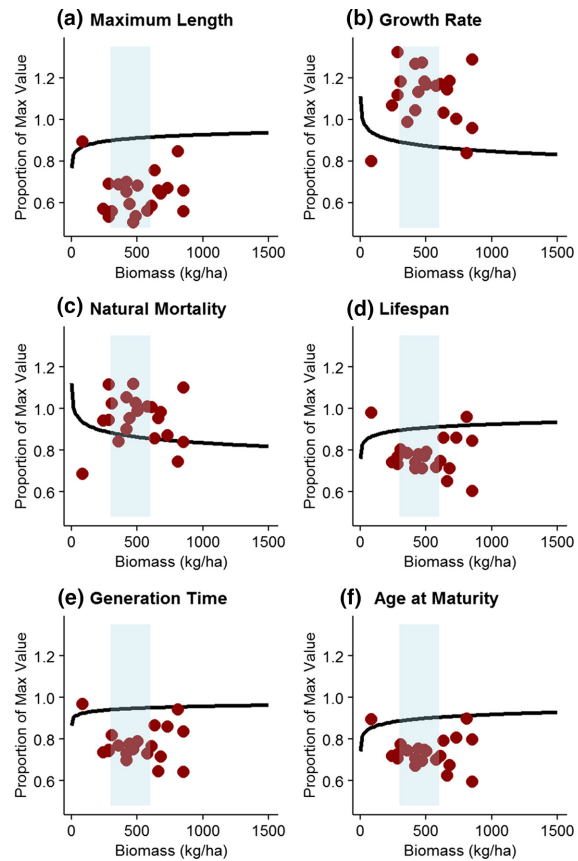 (a) Maximum Length
Proportion of Max Value
1.2
1.0
0.8
0.6
0 500 1000 1500
Biomass (kg/ha)
(b) Growth Rate
Proportion of Max Value
1.2
1.0
0.8
0.6
0 500 1000 1500
Biomass (kg/ha)
(c) Natural Mortality
Proportion of Max Value
1.2
1.0
0.8
0.6
0 500 1000 1500
Biomass (kg/ha)
(d) Lifespan
Proportion of Max Value
1.2
1.0
0.8
0.6
0 500 1000 1500
Biomass (kg/ha)
(e) Generation Time
Proportion of Max Value
1.2
1.0
0.8
0.6
0 500 1000 1500
Biomass (kg/ha)
(f) Age at Maturity
Proportion of Max Value
1.2
1.0
0.8
0.6
0 500 1000 1500
Biomass (kg/ha)